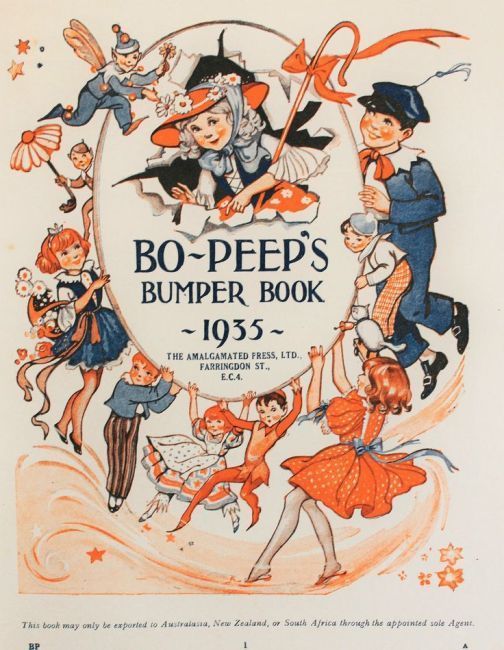 BO-PEEP'S
BUMPER BOOK
~1935~
THE AMALGAMATED PRESS, LTD.,
FARRINGDON ST.,
E.C.4.
This book may only be exported to Australasia, New Zealand, or South Africa through the appointed sole Agent.
BP 1 A